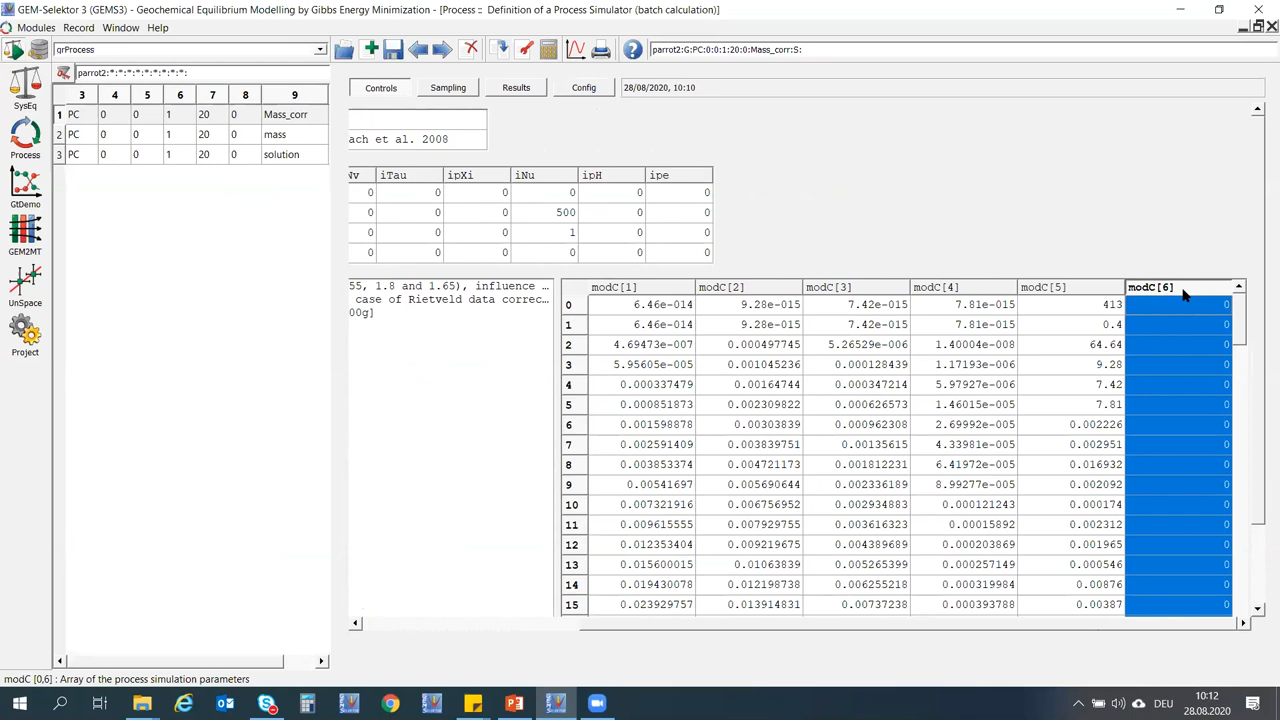 GEM-Selektor 3 (GEMS3) - Geochemical Equilibrium Modelling by Gibbs Energy Minimization - [Process :: Definition of a Process Simulator (batch calculation)]
Modules Record Window Help
qrProcess parrot2:G:PC:0:0:1:20:0:Mass_corr:S:
parrot2:*:*:*:*:*:*:*:*:*:
Controls Sampling Results Config 28/08/2020, 10:10
3 4 5 6 7 8 9
1 PC 0 0 1 20 0 Mass_corr
2 PC 0 0 1 20 0 mass
3 PC 0 0 1 20 0 solution
SysEq
Process
GtDemo
GEM2MT
UnSpace
Project
ach et al. 2008
Nv iTau ipXi iNu ipH ipe
0 0 0 0 0 0
0 0 0 500 0 0
0 0 0 1 0 0
0 0 0 0 0 0
55, 1.8 and 1.65), influence ...
case of Rietveld data correc...
00g]
modC[1] modC[2] modC[3] modC[4] modC[5] modC[6]
0 6.46e-014 9.28e-015 7.42e-015 7.81e-015 413 0
1 6.46e-014 9.28e-015 7.42e-015 7.81e-015 0.4 0
2 4.69473e-007 0.000497745 5.26529e-006 1.40004e-008 64.64 0
3 5.95605e-005 0.001045236 0.000128439 1.17193e-006 9.28 0
4 0.000337479 0.00164744 0.000347214 5.97927e-006 7.42 0
5 0.000851873 0.002309822 0.000626573 1.46015e-005 7.81 0
6 0.001598878 0.00303839 0.000962308 2.69992e-005 0.002226 0
7 0.002591409 0.003839751 0.00135615 4.33981e-005 0.002951 0
8 0.003853374 0.004721173 0.001812231 6.41972e-005 0.016932 0
9 0.00541697 0.005690644 0.002336189 8.99277e-005 0.002092 0
10 0.007321916 0.006756952 0.002934883 0.000121243 0.000174 0
11 0.009615555 0.007929755 0.003616323 0.00015892 0.002312 0
12 0.012353404 0.009219675 0.004389689 0.000203869 0.001965 0
13 0.015600015 0.01063839 0.005265399 0.000257149 0.000546 0
14 0.019430078 0.012198738 0.006255218 0.000319984 0.00876 0
15 0.023929757 0.013914831 0.00737238 0.000393788 0.00387 0
modC [0,6] : Array of the process simulation parameters
DEU
10:12
28.08.2020